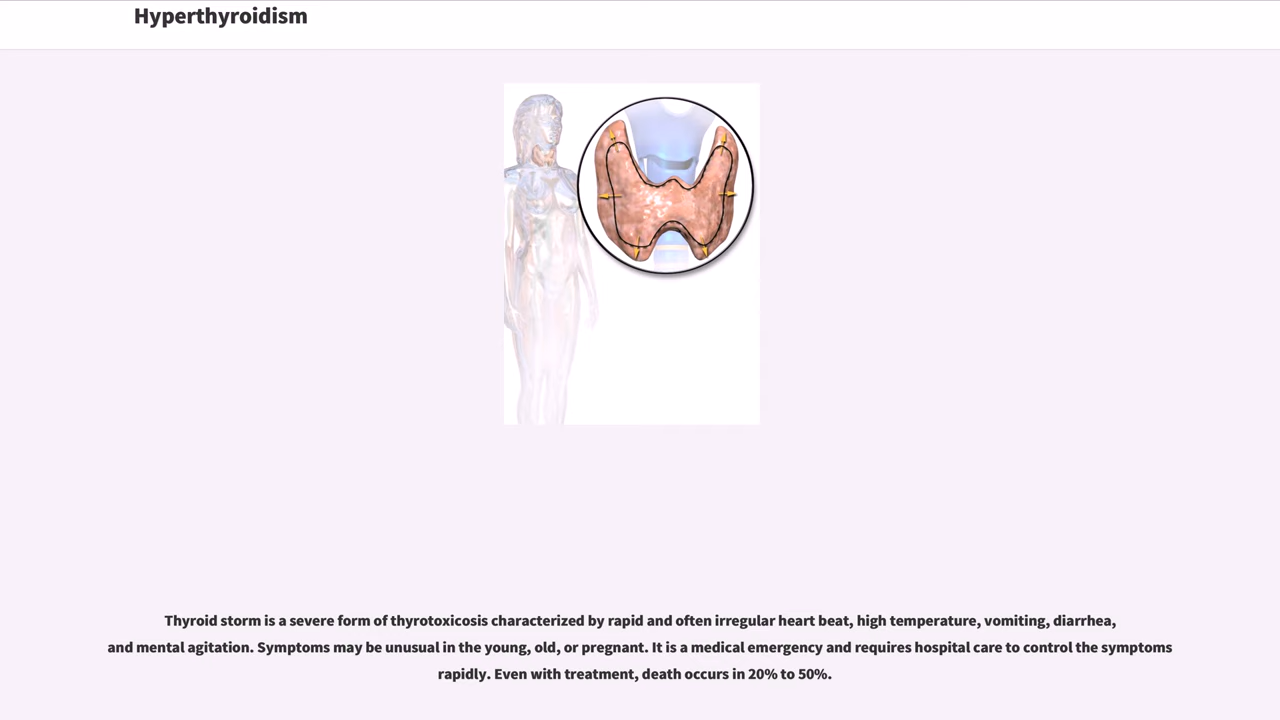 Hyperthyroidism
Thyroid storm is a severe form of thyrotoxicosis characterized by rapid and often irregular heart beat, high temperature, vomiting, diarrhea,
and mental agitation. Symptoms may be unusual in the young, old, or pregnant. It is a medical emergency and requires hospital care to control the symptoms
rapidly. Even with treatment, death occurs in 20% to 50%.